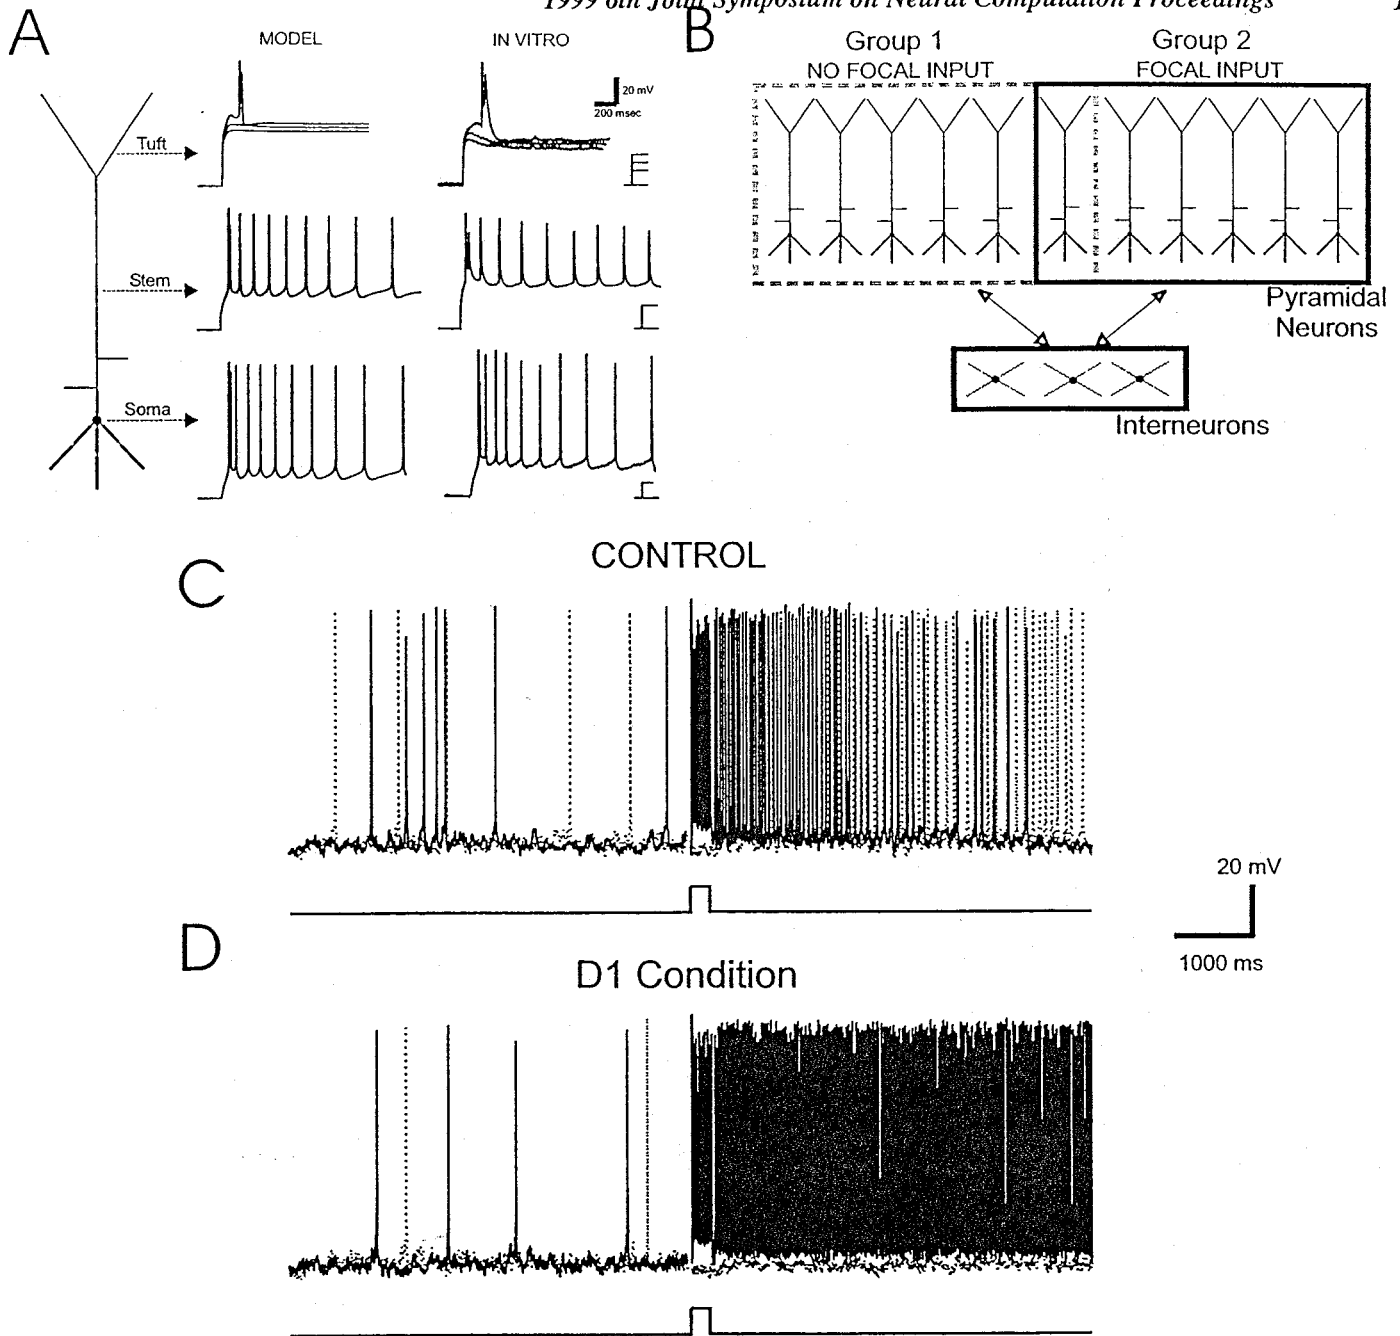 1999 6th Joint Symposium on Neural Computation Proceedings
A
MODEL
IN VITRO
20 mV
200 msec
Tuft
Stem
Soma
B
Group 1
NO FOCAL INPUT
Group 2
FOCAL INPUT
Pyramidal
Neurons
Interneurons
C
CONTROL
20 mV
1000 ms
D
D1 Condition